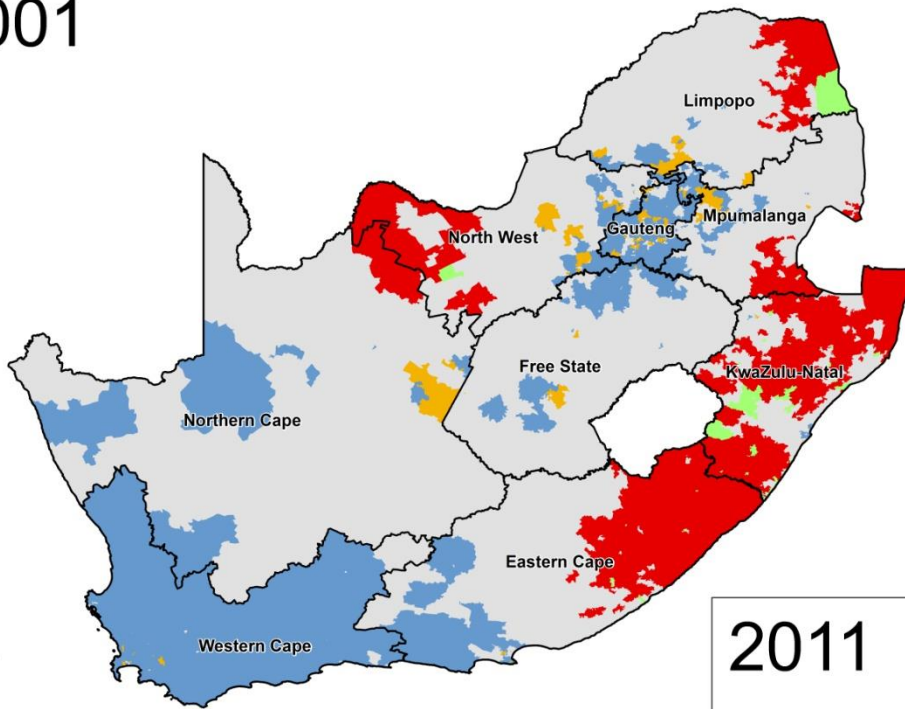 001
Limpopo
North West
Gauteng
Mpumalanga
Free State
KwaZulu-Natal
Northern Cape
Eastern Cape
Western Cape
2011